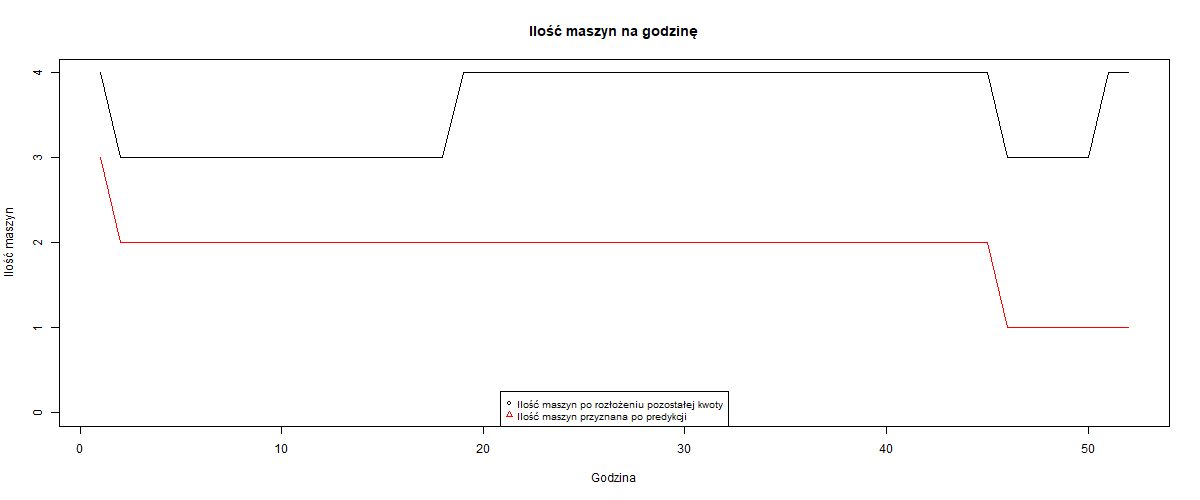 Ilość maszyn na godzinę
Ilość maszyn
4
3
2
1
0
Ilość maszyn po rozłożeniu pozostałej kwoty
Ilość maszyn przyznana po predykcji
0 10 20 30 40 50
Godzina